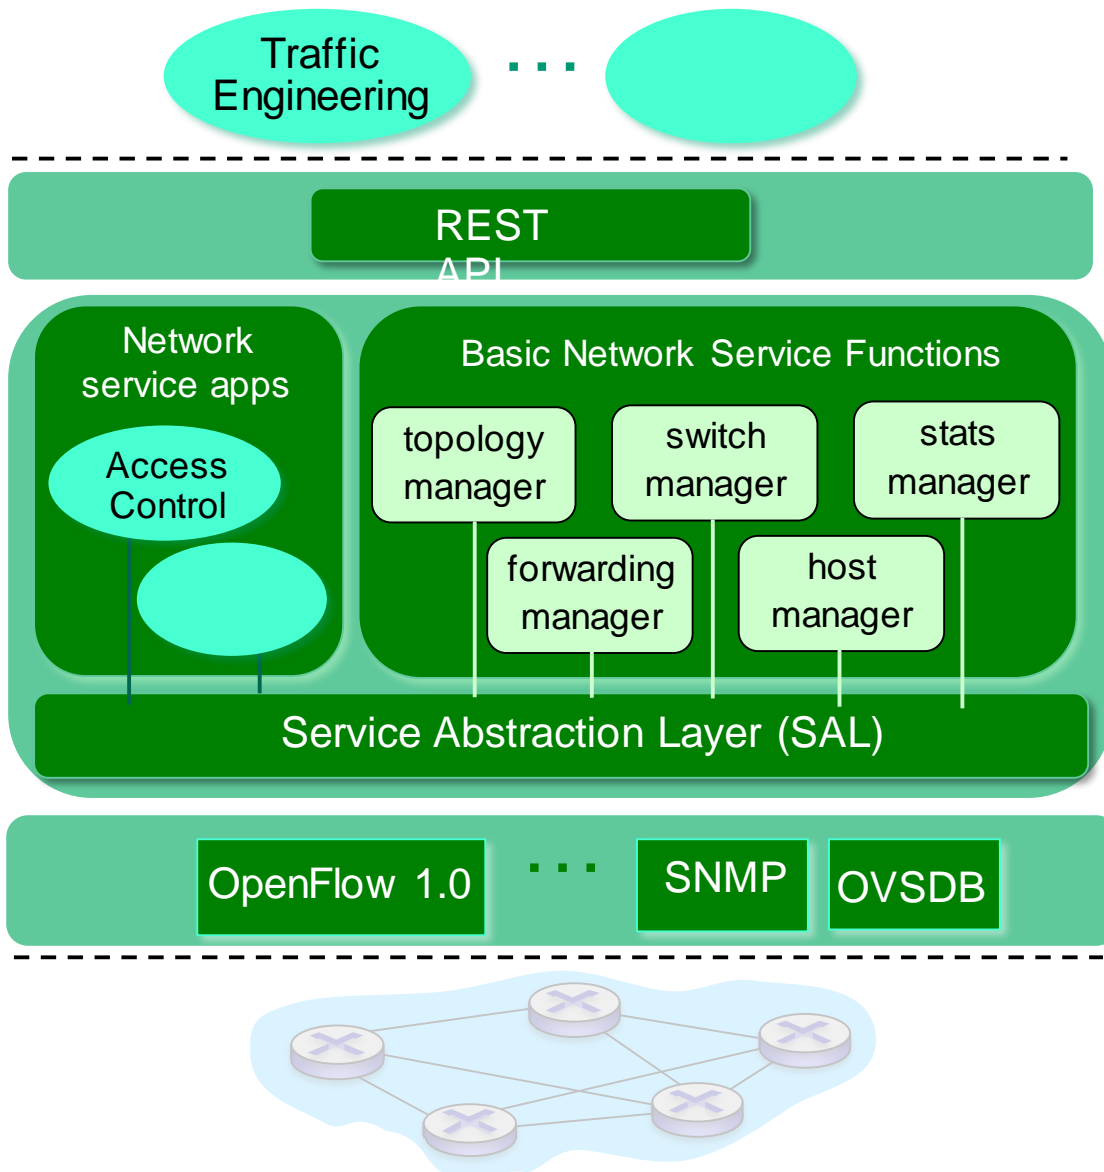 Traffic
Engineering
...
REST
API
Network
service apps
Basic Network Service Functions
topology
manager
switch
manager
stats
manager
Access
Control
forwarding
manager
host
manager
Service Abstraction Layer (SAL)
OpenFlow 1.0
...
SNMP
OVSDB